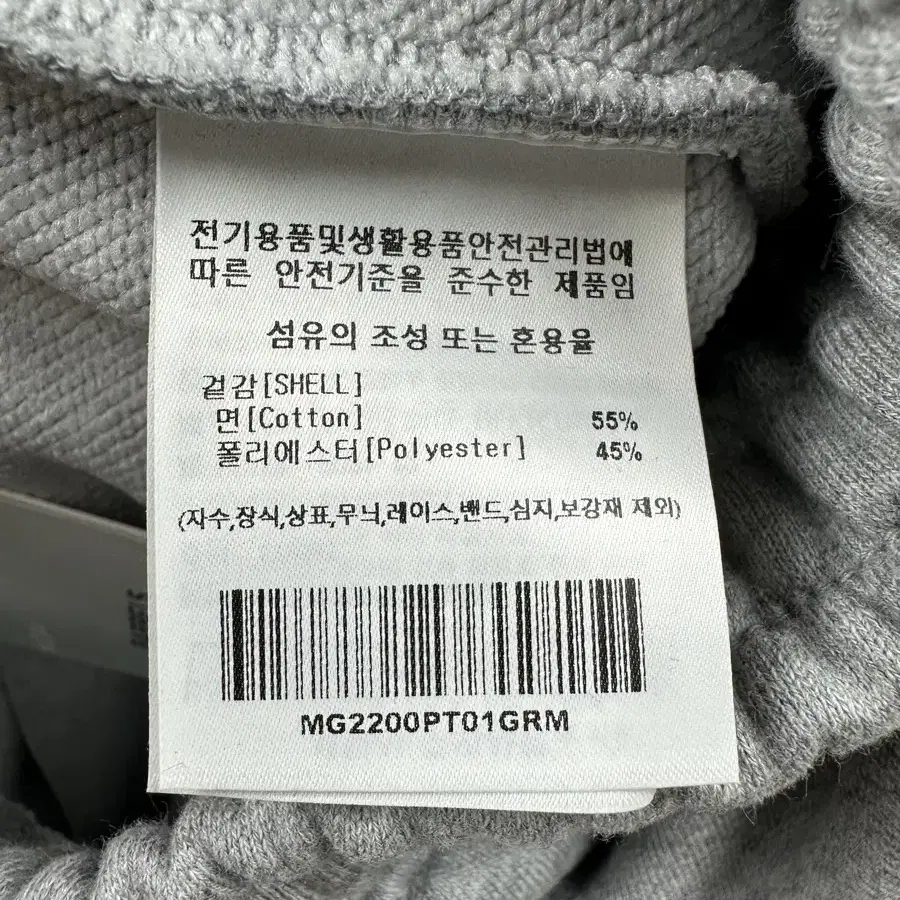 전기용품및생활용품안전관리법에
따른 안전기준을 준수한 제품임
섬유의 조성 또는 혼용율
겉감[SHELL]
면[Cotton] 55%
폴리에스터[Polyester] 45%
(자수,장식,상표,무늬,레이스,밴드,심지,보강재 제외)
MG2200PT01GRM